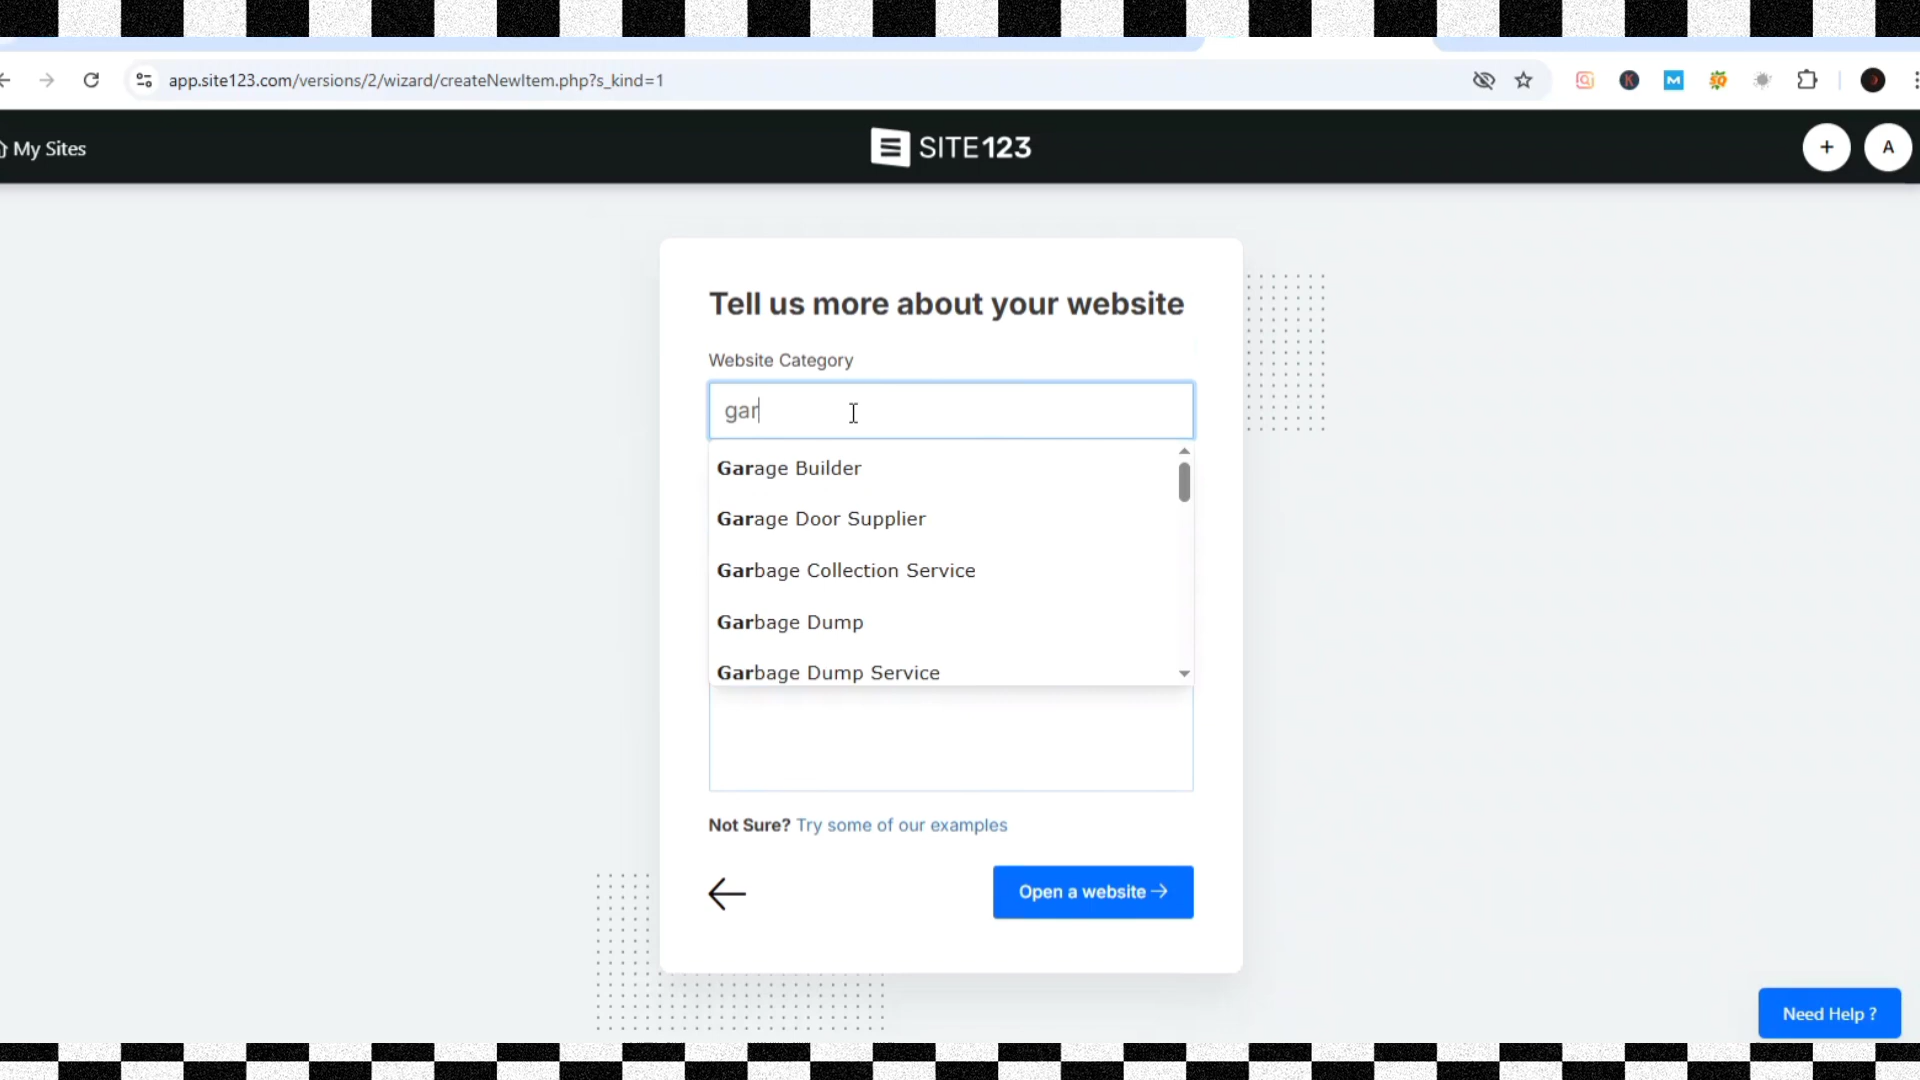 app.site123.com/versions/2/wizard/createNewItem.php?s_kind=1
My Sites
SITE123
+
A
Tell us more about your website
Website Category
gar
Garage Builder
Garage Door Supplier
Garbage Collection Service
Garbage Dump
Garbage Dump Service
Not Sure? Try some of our examples
Open a website →
Need Help ?